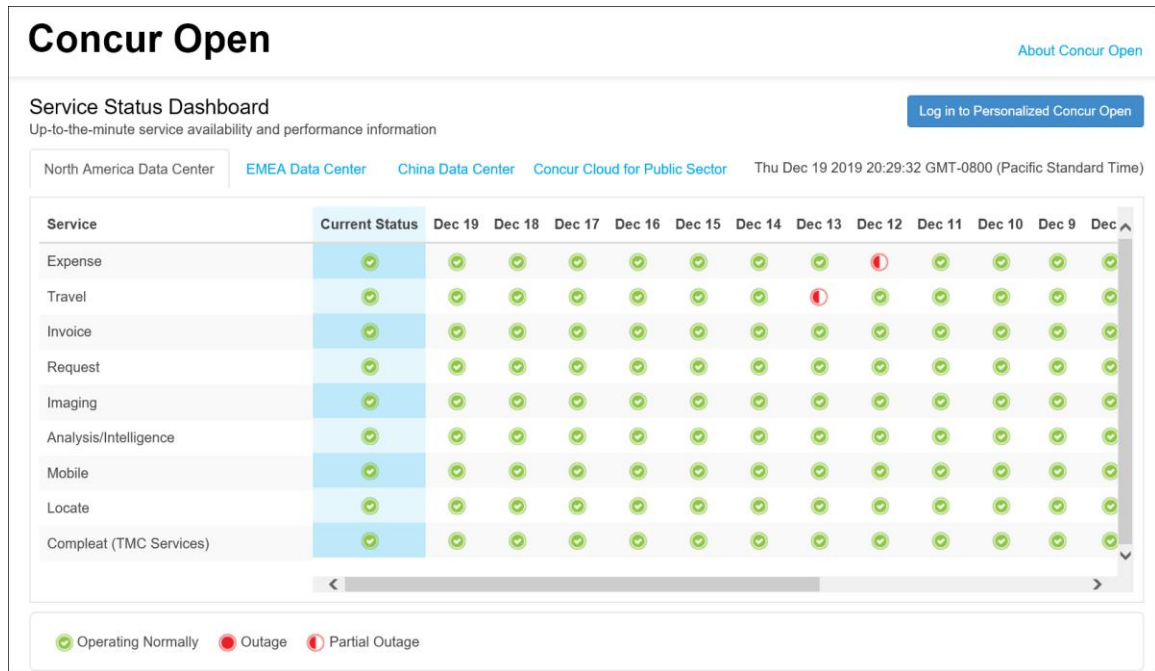 Concur Open
About Concur Open
Service Status Dashboard
Log in to Personalized Concur Open
Up-to-the-minute service availability and performance information
North America Data Center EMEA Data Center China Data Center Concur Cloud for Public Sector Thu Dec 19 2019 20:29:32 GMT-0800 (Pacific Standard Time)
Service Current Status Dec 19 Dec 18 Dec 17 Dec 16 Dec 15 Dec 14 Dec 13 Dec 12 Dec 11 Dec 10 Dec 9 Dec
Expense
Travel
Invoice
Request
Imaging
Analysis/Intelligence
Mobile
Locate
Compleat (TMC Services)
Operating Normally Outage Partial Outage